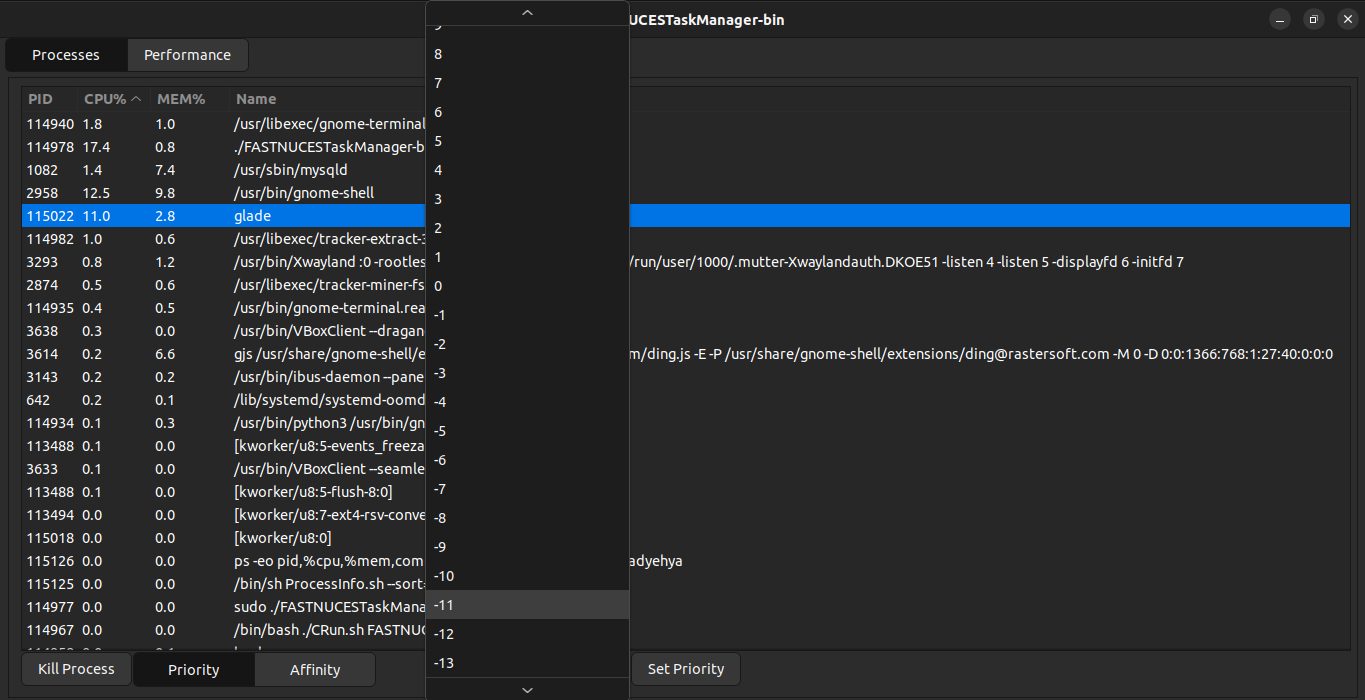 UCESTaskManager-bin
Processes Performance
PID CPU% MEM% Name
114940 1.8 1.0 /usr/libexec/gnome-terminal
114978 17.4 0.8 ./FASTNUCESTaskManager-b
1082 1.4 7.4 /usr/sbin/mysqld
2958 12.5 9.8 /usr/bin/gnome-shell
115022 11.0 2.8 glade
114982 1.0 0.6 /usr/libexec/tracker-extract-3
3293 0.8 1.2 /usr/bin/Xwayland :0 -rootles /run/user/1000/.mutter-Xwaylandauth.DKOE51 -listen 4 -listen 5 -displayfd 6 -initfd 7
2874 0.5 0.6 /usr/libexec/tracker-miner-fs
114935 0.4 0.5 /usr/bin/gnome-terminal.rea
3638 0.3 0.0 /usr/bin/VBoxClient --dragan
3614 0.2 6.6 gjs /usr/share/gnome-shell/e m/ding.js -E -P /usr/share/gnome-shell/extensions/ding@rastersoft.com -M 0 -D 0:0:1366:768:1:27:40:0:0:0
3143 0.2 0.2 /usr/bin/ibus-daemon --pane
642 0.2 0.1 /lib/systemd/systemd-oomd
114934 0.1 0.3 /usr/bin/python3 /usr/bin/gn
113488 0.1 0.0 [kworker/u8:5-events_freeza
3633 0.1 0.0 /usr/bin/VBoxClient --seamle
113488 0.1 0.0 [kworker/u8:5-flush-8:0]
113494 0.0 0.0 [kworker/u8:7-ext4-rsv-conve
115018 0.0 0.0 [kworker/u8:0]
115126 0.0 0.0 ps -eo pid,%cpu,%mem,com adyehya
115125 0.0 0.0 /bin/sh ProcessInfo.sh --sort=
114977 0.0 0.0 sudo ./FASTNUCESTaskMana
114967 0.0 0.0 /bin/bash ./CRun.sh FASTNUC
8
7
6
5
4
3
2
1
0
-1
-2
-3
-4
-5
-6
-7
-8
-9
-10
-11
-12
-13
Kill Process Priority Affinity Set Priority